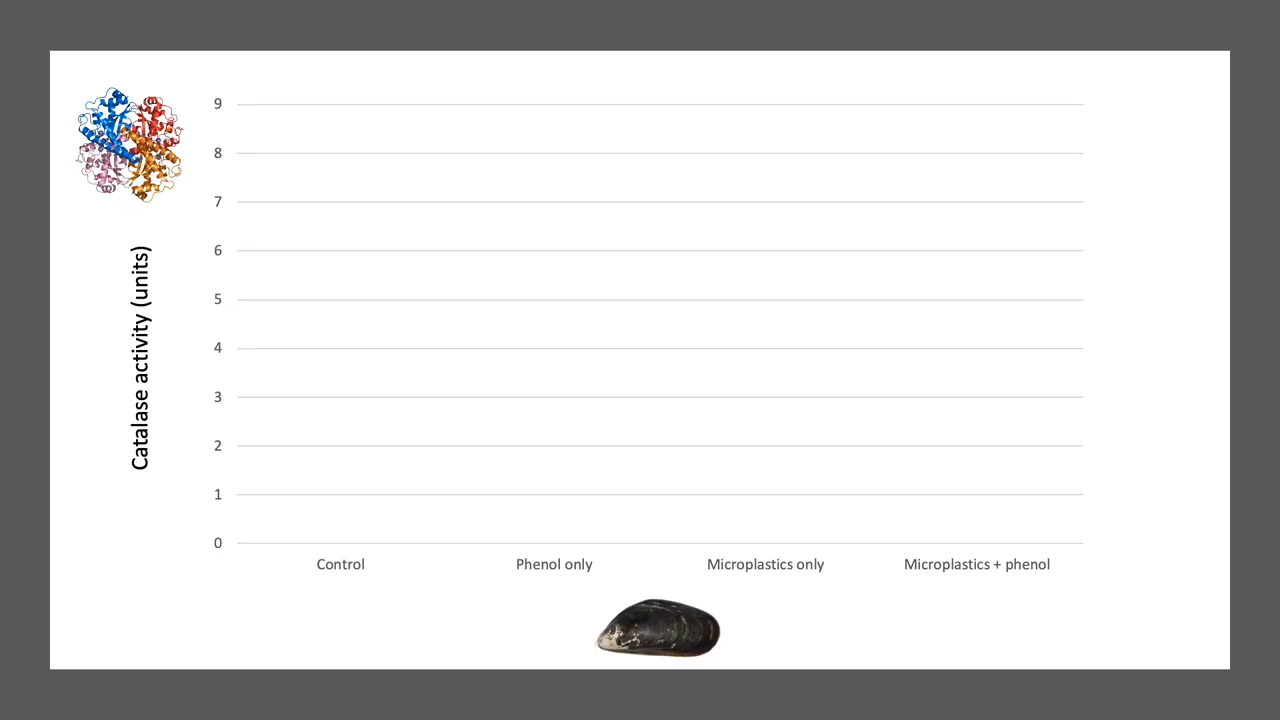 9
8
7
6
5
4
3
2
1
0
Catalase activity (units)
Control
Phenol only
Microplastics only
Microplastics + phenol